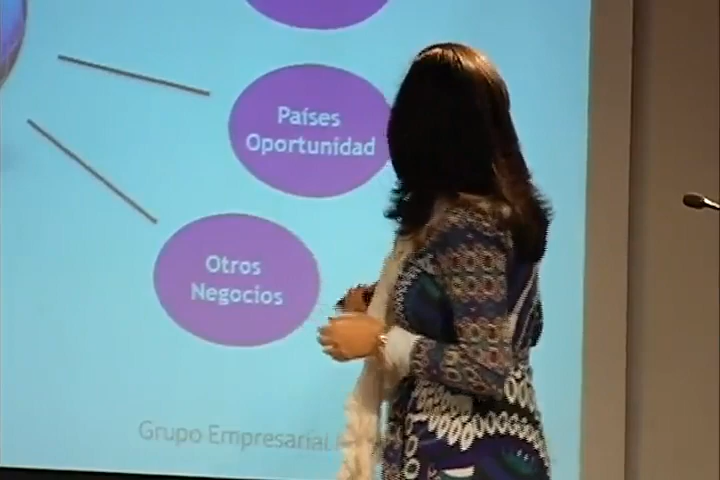 Países
Oportunidad
Otros
Negocios
Grupo Empresarial